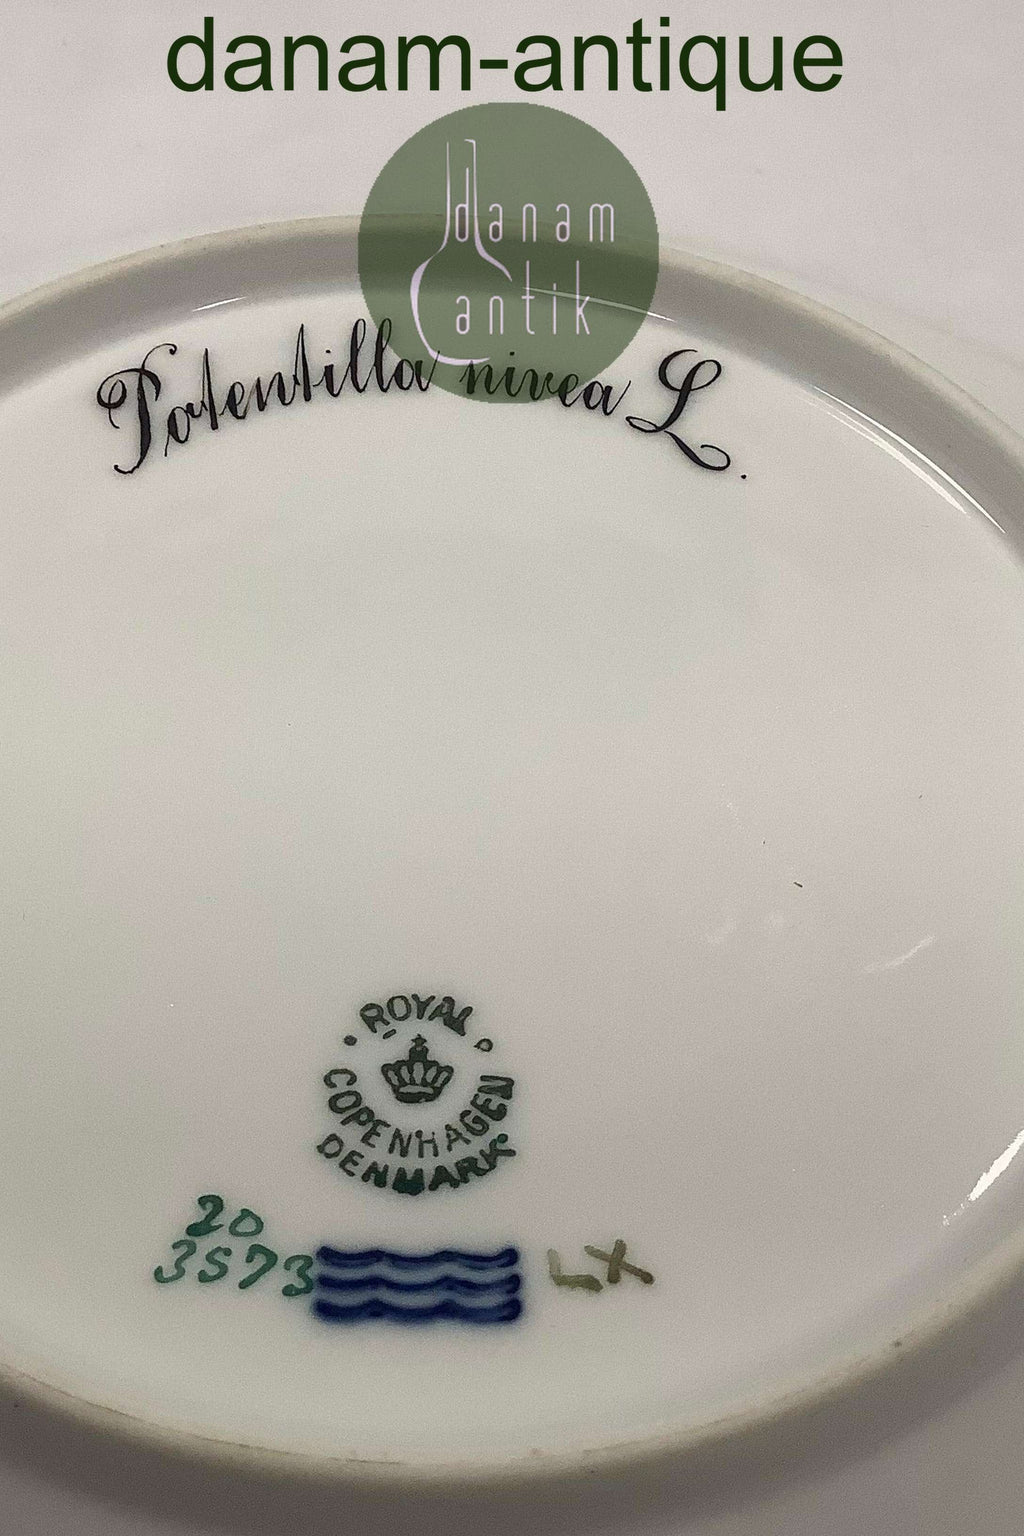 danam-antique
danam
antik
Potentilla nivea L.
ROYAL
COPENHAGEN
DENMARK
20
3573
LX